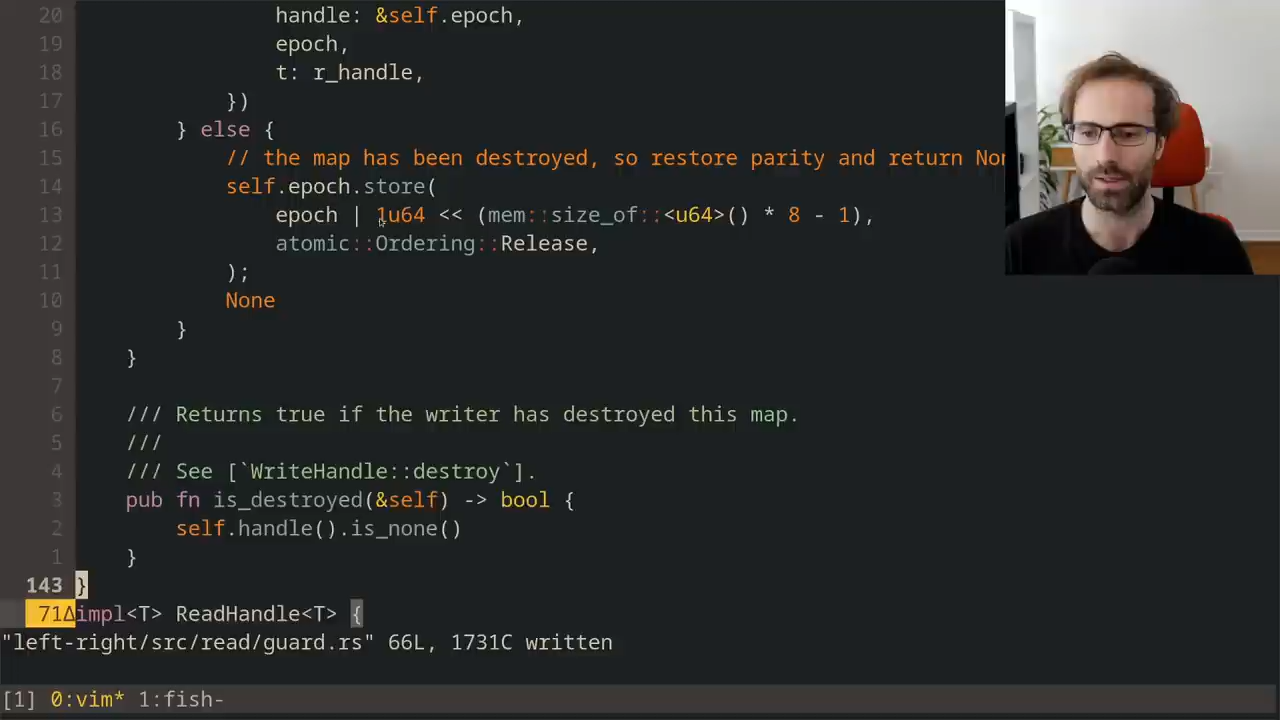 20 handle: &self.epoch,
19 epoch,
18 t: r_handle,
17 })
16 } else {
15 // the map has been destroyed, so restore parity and return Non
14 self.epoch.store(
13 epoch | 1u64 << (mem::size_of::<u64>() * 8 - 1),
12 atomic::Ordering::Release,
11 );
10 None
9 }
8 }
7
6 /// Returns true if the writer has destroyed this map.
5 ///
4 /// See [`WriteHandle::destroy`].
3 pub fn is_destroyed(&self) -> bool {
2 self.handle().is_none()
1 }
143 }
71Δimpl<T> ReadHandle<T> {
"left-right/src/read/guard.rs" 66L, 1731C written
[1] 0:vim* 1:fish-